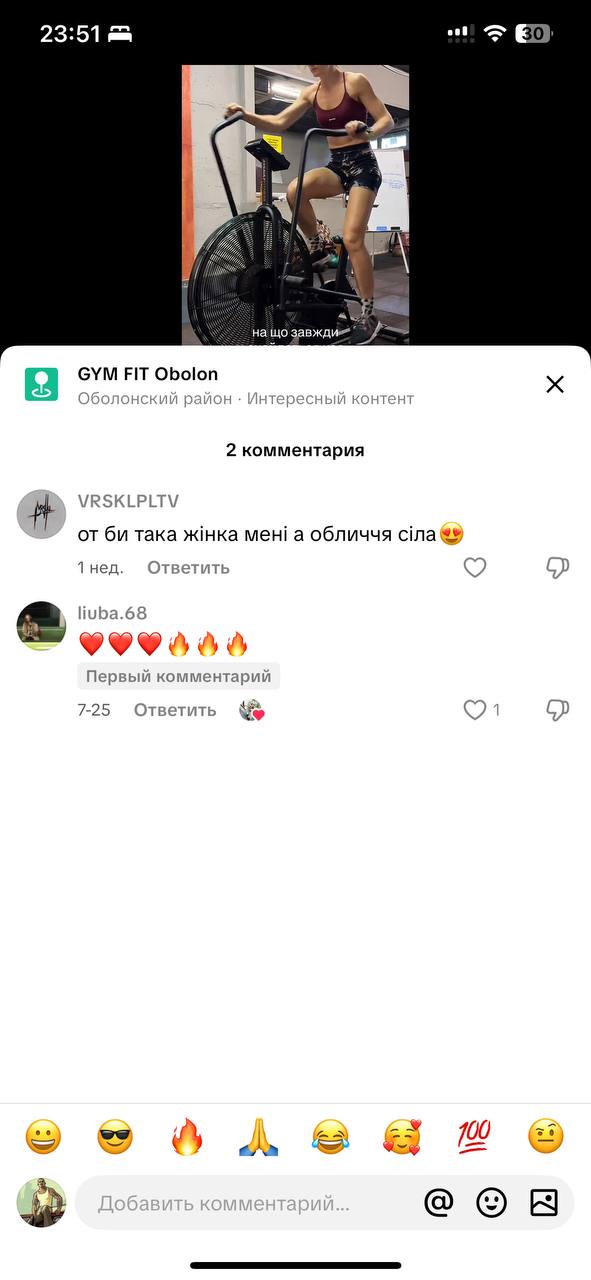 23:51
30
на що завжди
GYM FIT Obolon
Оболонский район · Интересный контент
2 комментария
VRSKLPLTV
от би така жінка мені а обличчя сіла😍
1 нед. Ответить
liuba.68
❤️❤️❤️🔥🔥🔥
Первый комментарий
7-25 Ответить 1
😀 😎 🔥 🙏 😂 🥰 💯 🤨
Добавить комментарий... @